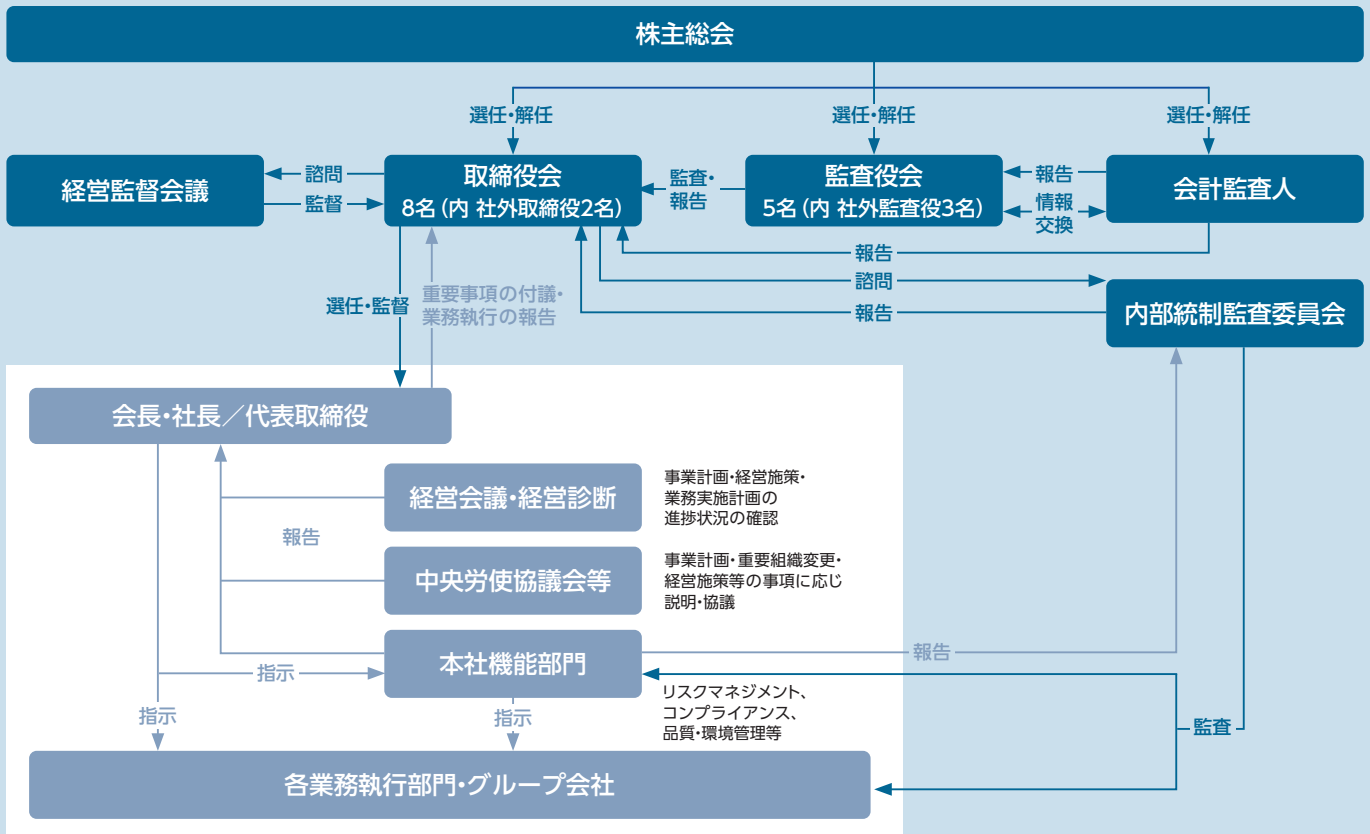 株主総会
選任・解任
選任・解任
選任・解任
経営監督会議
諮問
監督
取締役会
8名（内 社外取締役2名）
監査・
報告
監査役会
5名（内 社外監査役3名）
報告
情報
交換
会計監査人
報告
諮問
報告
内部統制監査委員会
選任・監督
重要事項の付議・
業務執行の報告
会長・社長／代表取締役
経営会議・経営診断
事業計画・経営施策・
業務実施計画の
進捗状況の確認
報告
中央労使協議会等
事業計画・重要組織変更・
経営施策等の事項に応じ
説明・協議
本社機能部門
報告
指示
リスクマネジメント、
コンプライアンス、
品質・環境管理等
指示
指示
監査
各業務執行部門・グループ会社